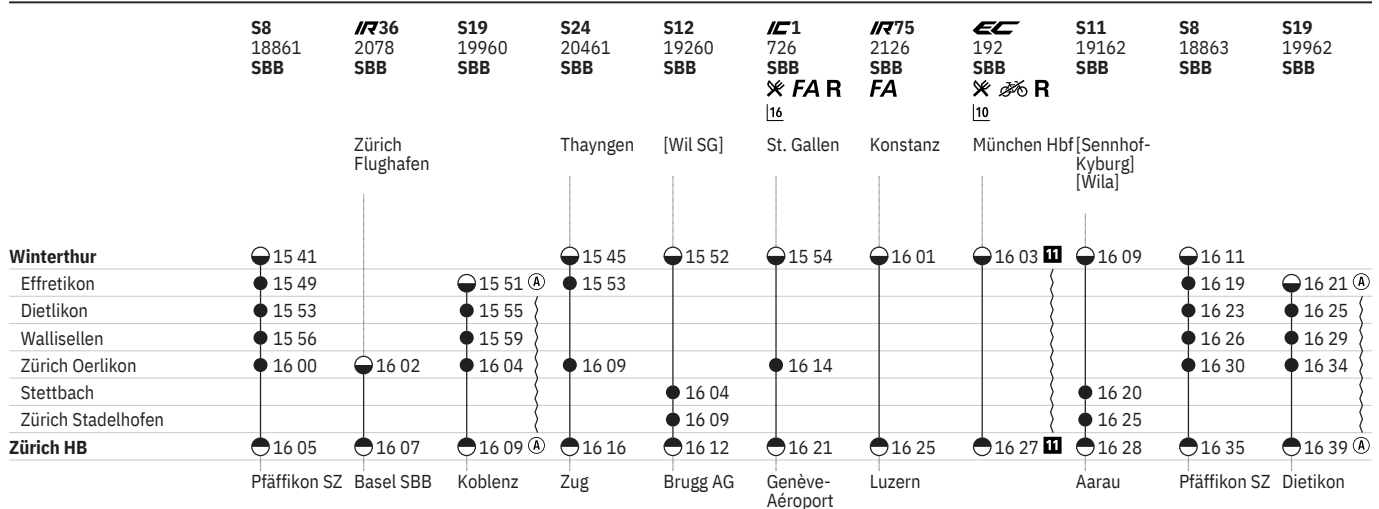 S8 IR36 S19 S24 S12 IC1 IR75 EC S11 S8 S19
18861 2078 19960 20461 19260 726 2126 192 19162 18863 19962
SBB SBB SBB SBB SBB SBB SBB SBB SBB SBB SBB
FA R FA R
16 10
Zürich Thayngen [Wil SG] St. Gallen Konstanz München Hbf [Sennhof-
Flughafen Kyburg]
[Wila]
Winterthur 15 41 15 45 15 52 15 54 16 01 16 03 11 16 09 16 11
Effretikon 15 49 15 51 A 15 53 16 19 16 21 A
Dietlikon 15 53 15 55 16 23 16 25
Wallisellen 15 56 15 59 16 26 16 29
Zürich Oerlikon 16 00 16 02 16 04 16 09 16 14 16 30 16 34
Stettbach 16 04 16 20
Zürich Stadelhofen 16 09 16 25
Zürich HB 16 05 16 07 16 09 A 16 16 16 12 16 21 16 25 16 27 11 16 28 16 35 16 39 A
Pfäffikon SZ Basel SBB Koblenz Zug Brugg AG Genève- Luzern Aarau Pfäffikon SZ Dietikon
Aéroport